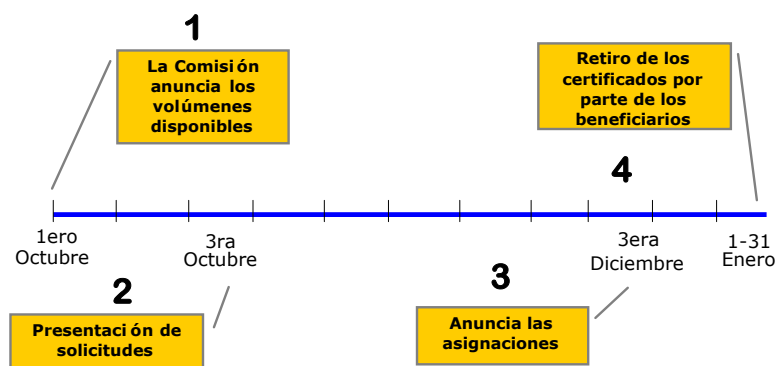 1
La Comisión
anuncia los
volúmenes
disponibles
Retiro de los
certificados por
parte de los
beneficiarios
4
1ero
Octubre
3ra
Octubre
3era
Diciembre
1-31
Enero
2
Presentación de
solicitudes
3
Anuncia las
asignaciones